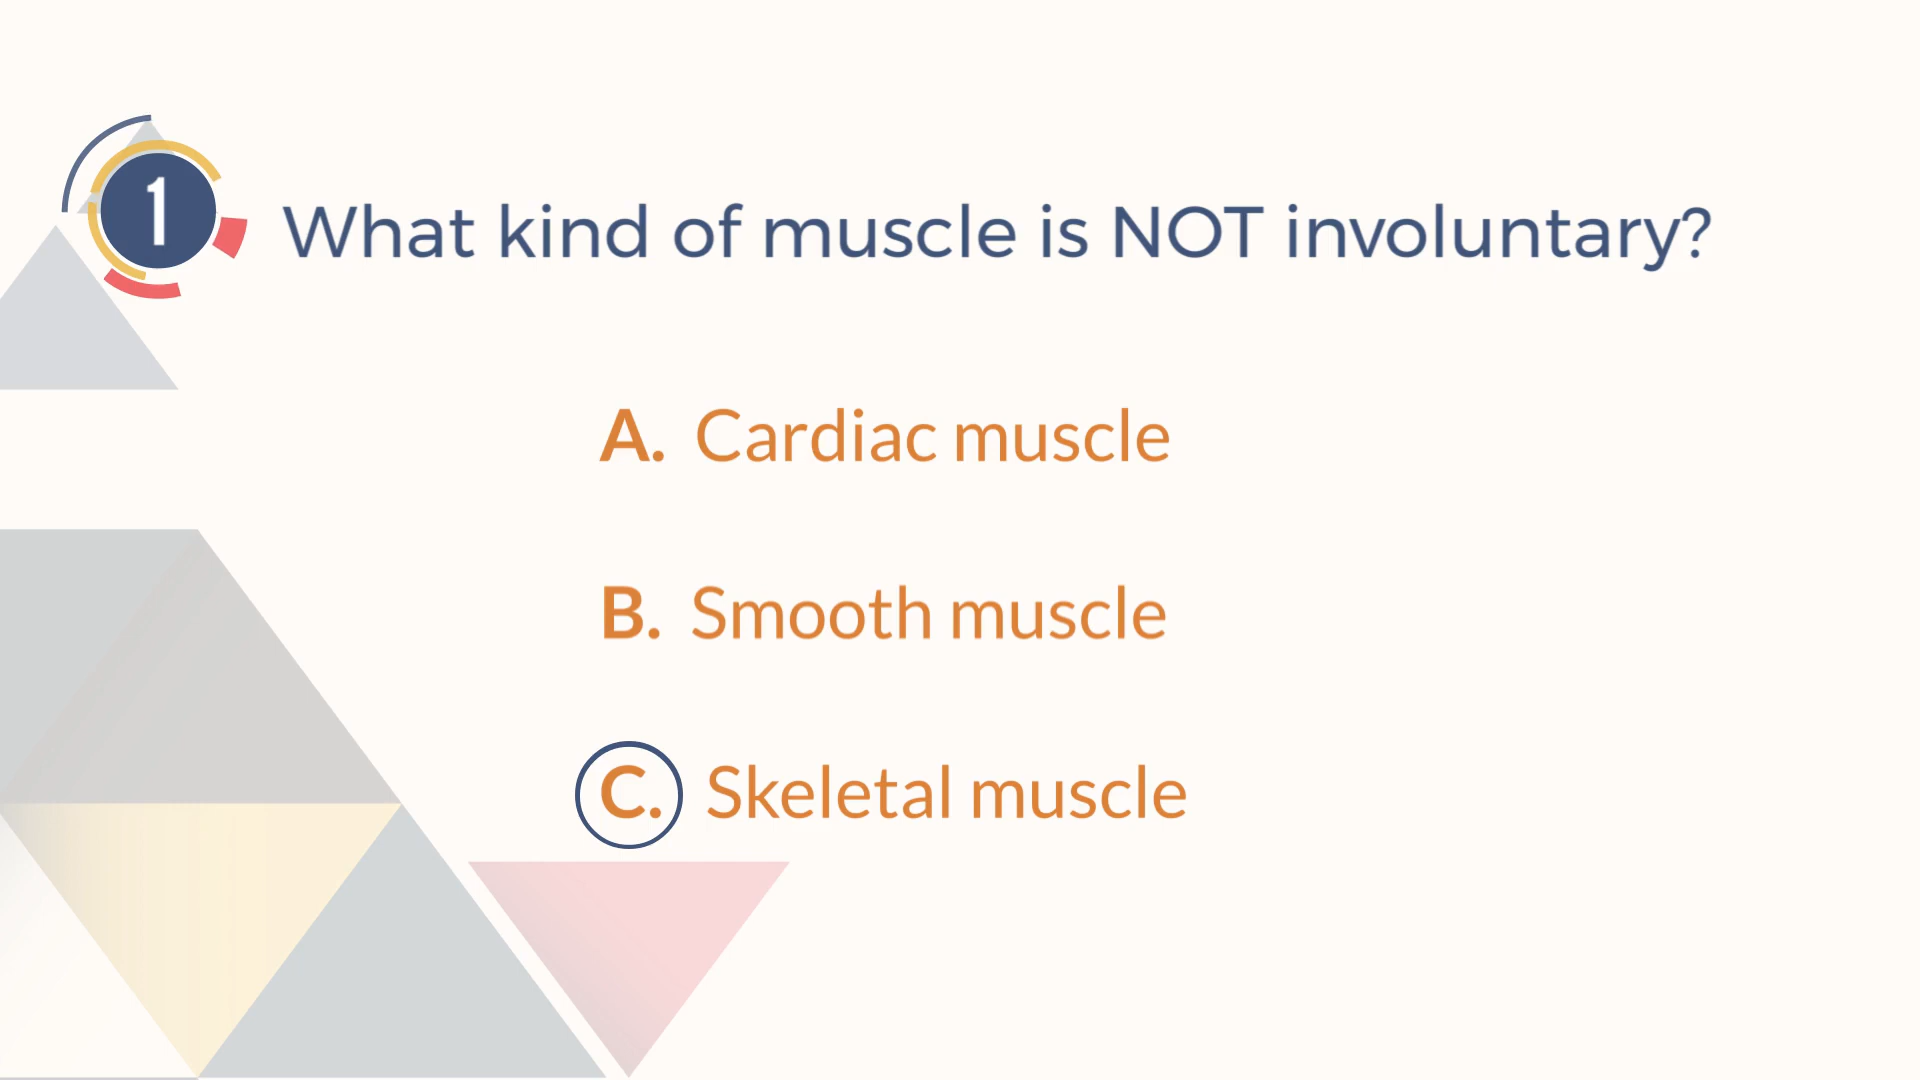 1
What kind of muscle is NOT involuntary?
A. Cardiac muscle
B. Smooth muscle
C. Skeletal muscle